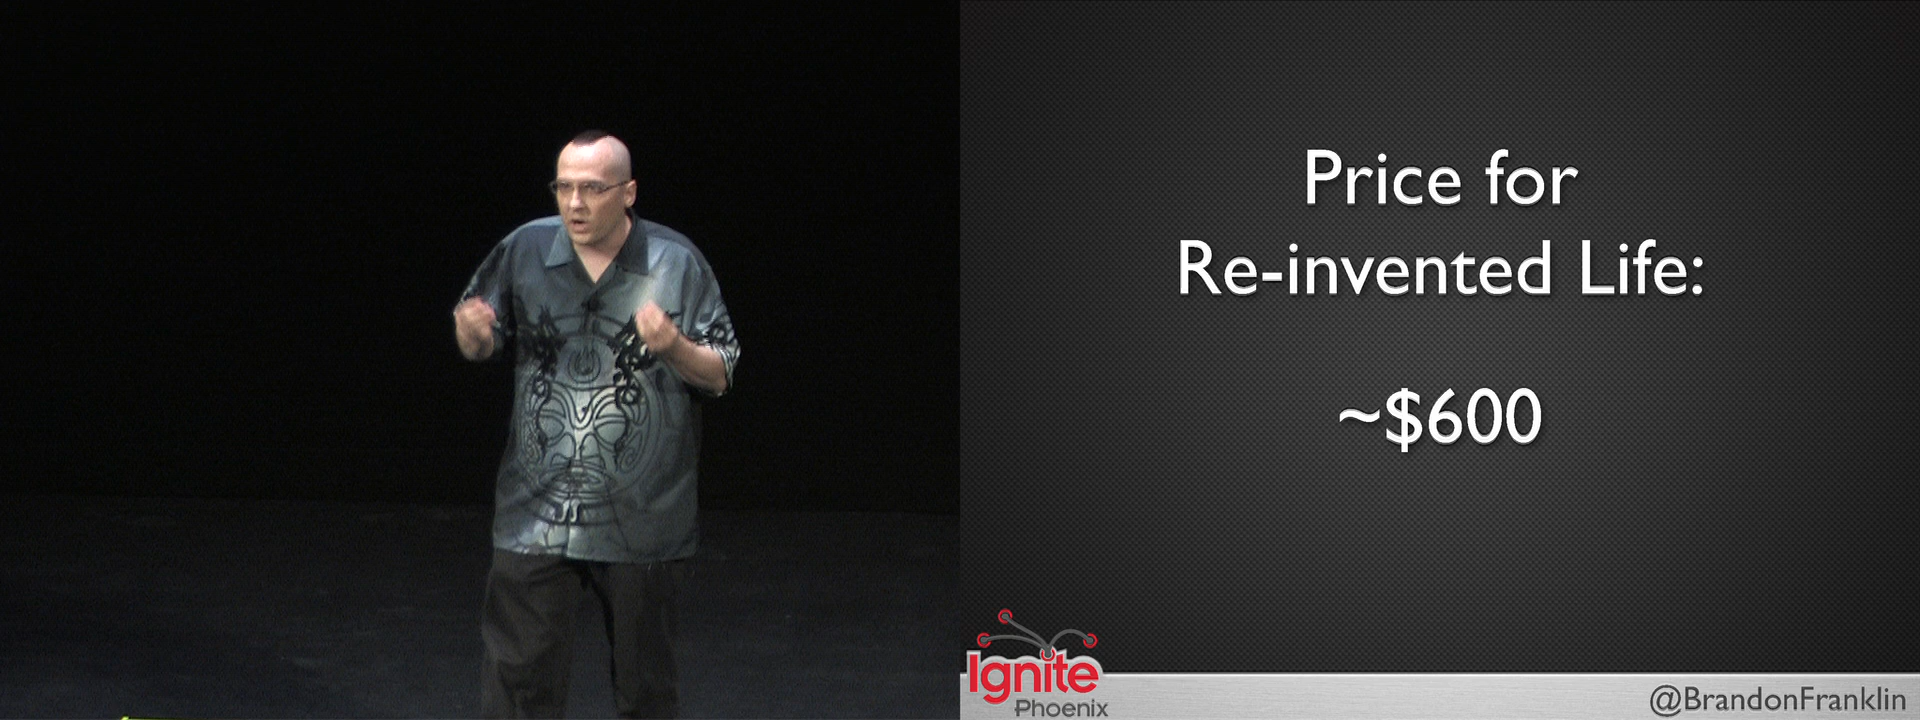 Price for
Re-invented Life:
~$600
Ignite
Phoenix
@BrandonFranklin